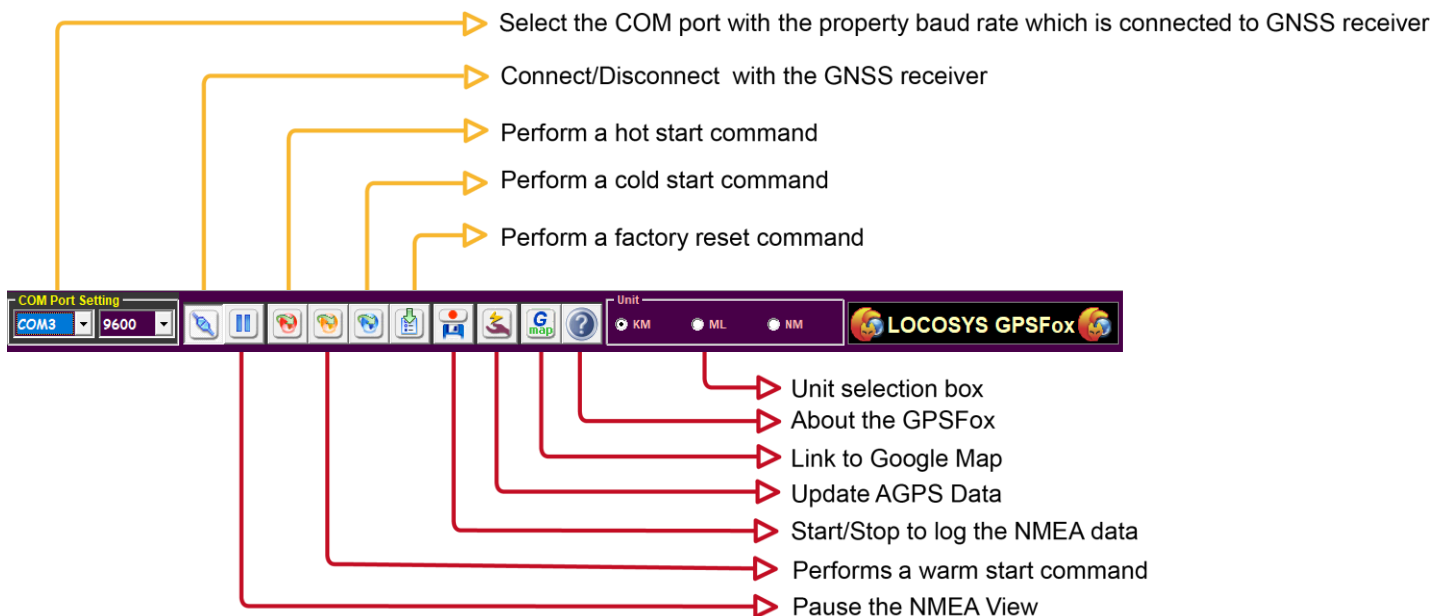 Select the COM port with the property baud rate which is connected to GNSS receiver
Connect/Disconnect with the GNSS receiver
Perform a hot start command
Perform a cold start command
Perform a factory reset command
COM Port Setting
COM3 9600
G map
?
Unit
KM ML NM
LOCOSYS GPSFox
Unit selection box
About the GPSFox
Link to Google Map
Update AGPS Data
Start/Stop to log the NMEA data
Performs a warm start command
Pause the NMEA View